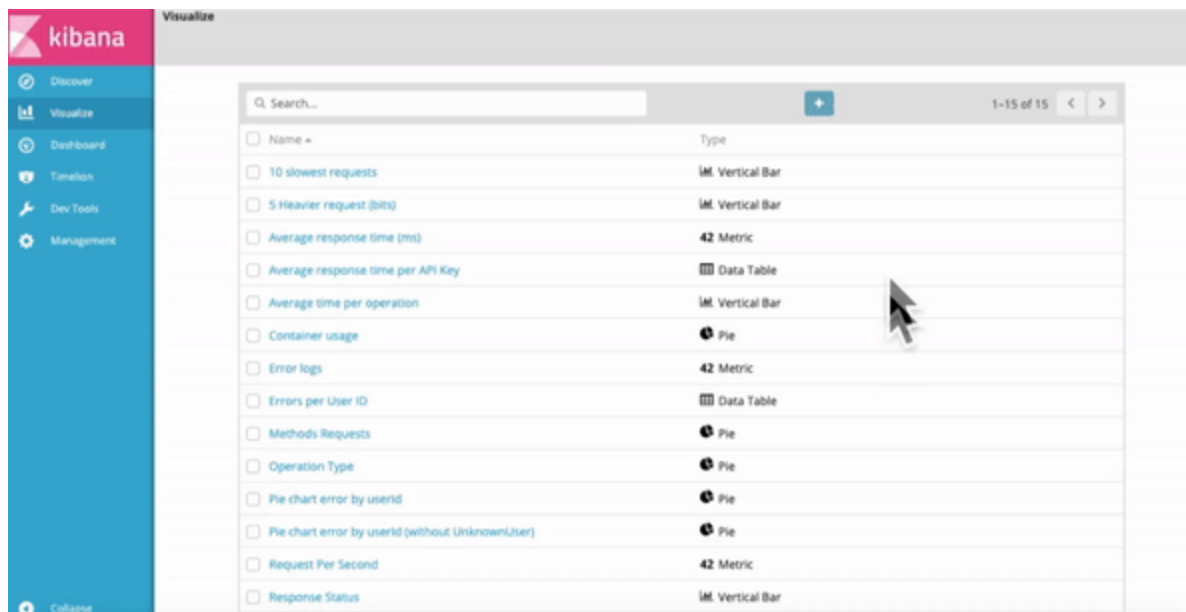 kibana
Visualize
Discover
Visualize
Dashboard
Timelion
Dev Tools
Management
Collapse
Search...
1-15 of 15
Name
Type
10 slowest requests
Vertical Bar
5 Heavier request (bits)
Vertical Bar
Average response time (ms)
42 Metric
Average response time per API Key
Data Table
Average time per operation
Vertical Bar
Container usage
Pie
Error logs
42 Metric
Errors per User ID
Data Table
Methods Requests
Pie
Operation Type
Pie
Pie chart error by userId
Pie
Pie chart error by userId (without UnknownUser)
Pie
Request Per Second
42 Metric
Response Status
Vertical Bar